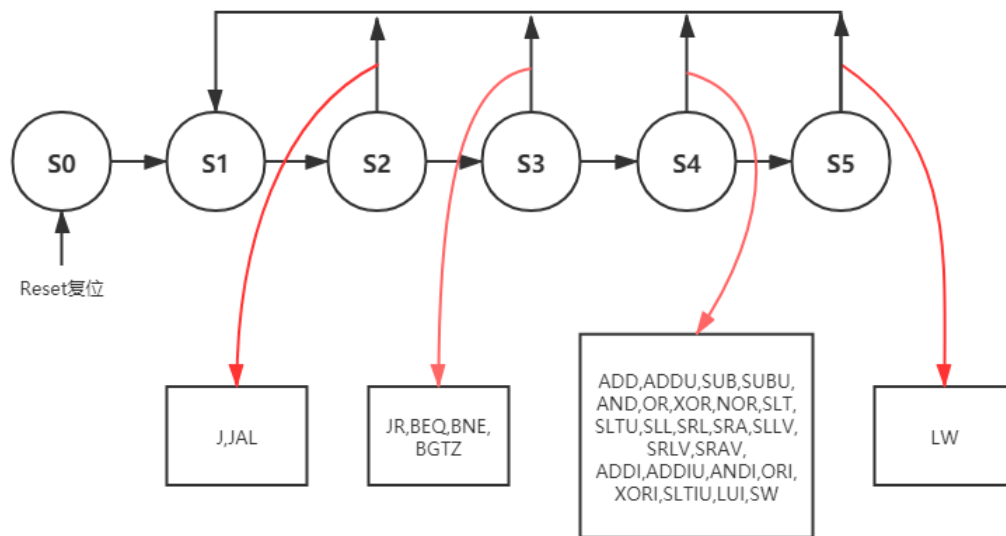 S0
S1
S2
S3
S4
S5
Reset复位
J,JAL
JR,BEQ,BNE,
BGTZ
ADD,ADDU,SUB,SUBU,
AND,OR,XOR,NOR,SLT,
SLTU,SLL,SRL,SRA,SLLV,
SRLV,SRAV,
ADDI,ADDIU,ANDI,ORI,
XORI,SLTIU,LUI,SW
LW